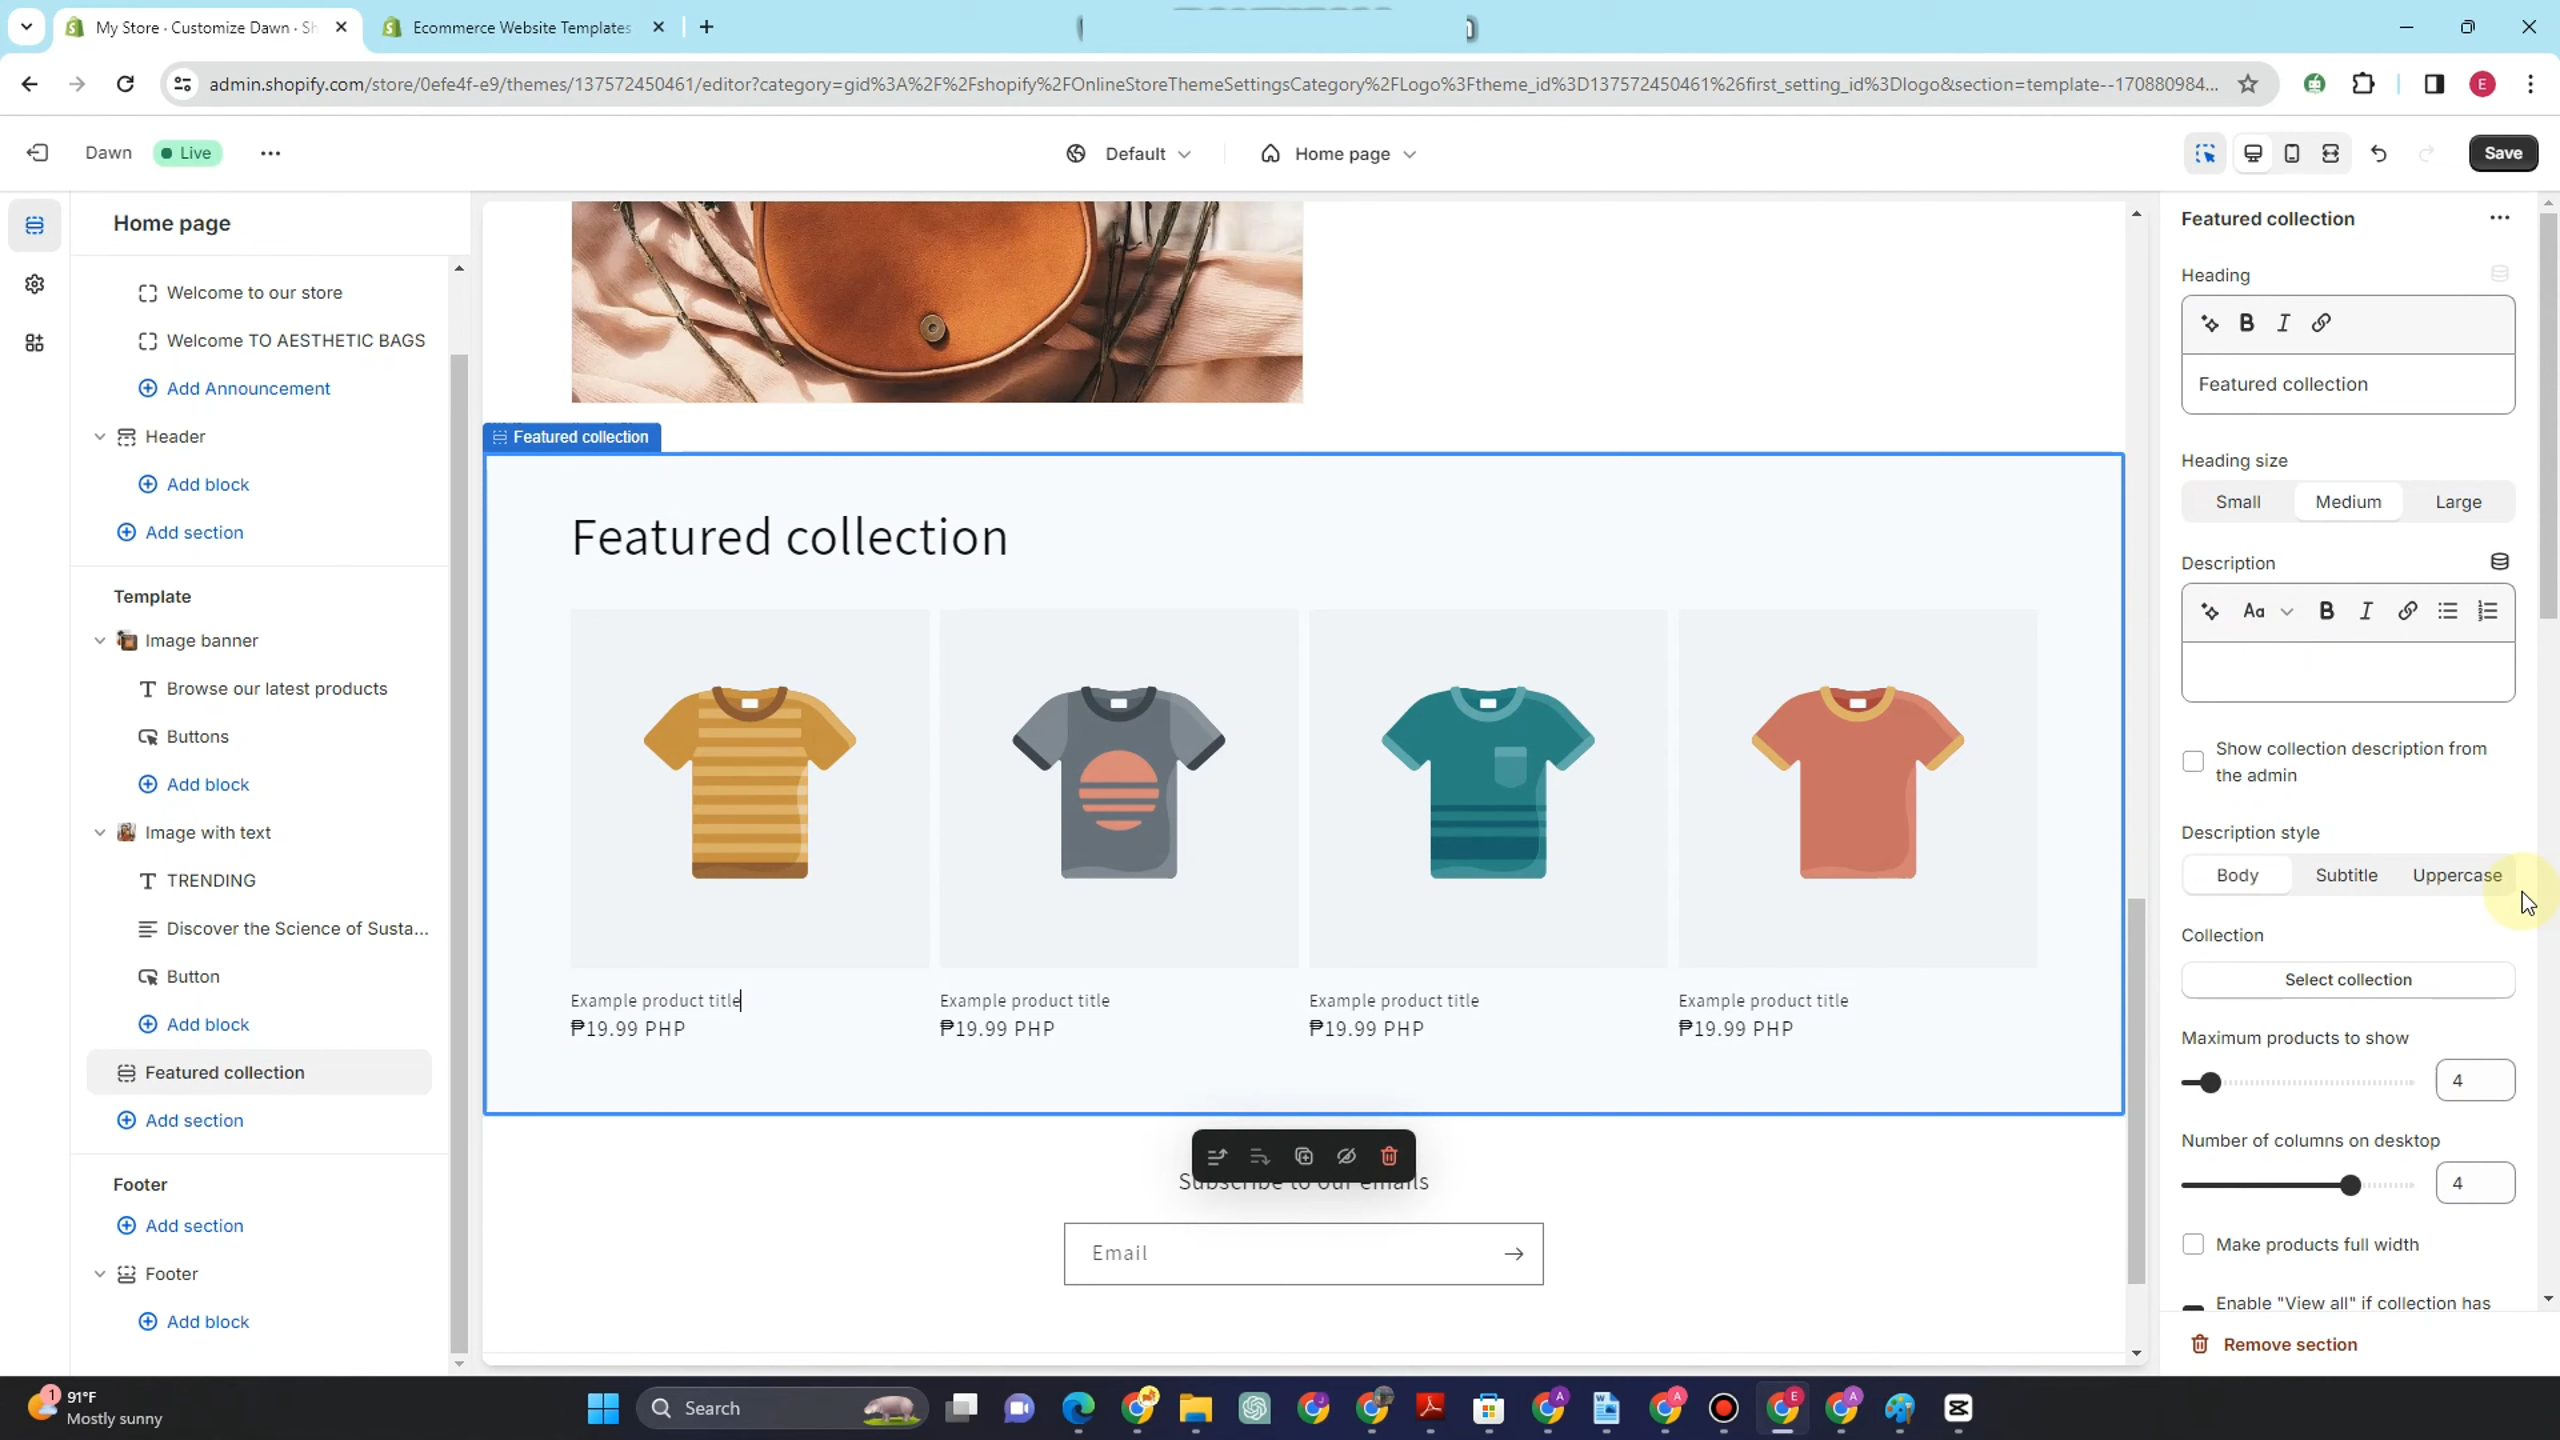 My Store · Customize Dawn · Sh
Ecommerce Website Templates
admin.shopify.com/store/0efe4f-e9/themes/137572450461/editor?category=gid%3A%2F%2Fshopify%2FOnlineStoreThemeSettingsCategory%2FLogo%3Ftheme_id%3D137572450461%26first_setting_id%3Dlogo&section=template--170880984...
E
Dawn
Live
Default
Home page
Save
Home page
Welcome to our store
Welcome TO AESTHETIC BAGS
Add Announcement
Header
Add block
Add section
Template
Image banner
Browse our latest products
Buttons
Add block
Image with text
TRENDING
Discover the Science of Susta...
Button
Add block
Featured collection
Add section
Footer
Add section
Footer
Add block
Featured collection
Featured collection
Example product title
₱19.99 PHP
Example product title
₱19.99 PHP
Example product title
₱19.99 PHP
Example product title
₱19.99 PHP
Subscribe to our emails
Email
Featured collection
Heading
B I
Featured collection
Heading size
Small Medium Large
Description
Aa B I
Show collection description from
the admin
Description style
Body Subtitle Uppercase
Collection
Select collection
Maximum products to show
4
Number of columns on desktop
4
Make products full width
Enable "View all" if collection has
Remove section
1
91°F
Mostly sunny
Search
J
A
W
A
E
A